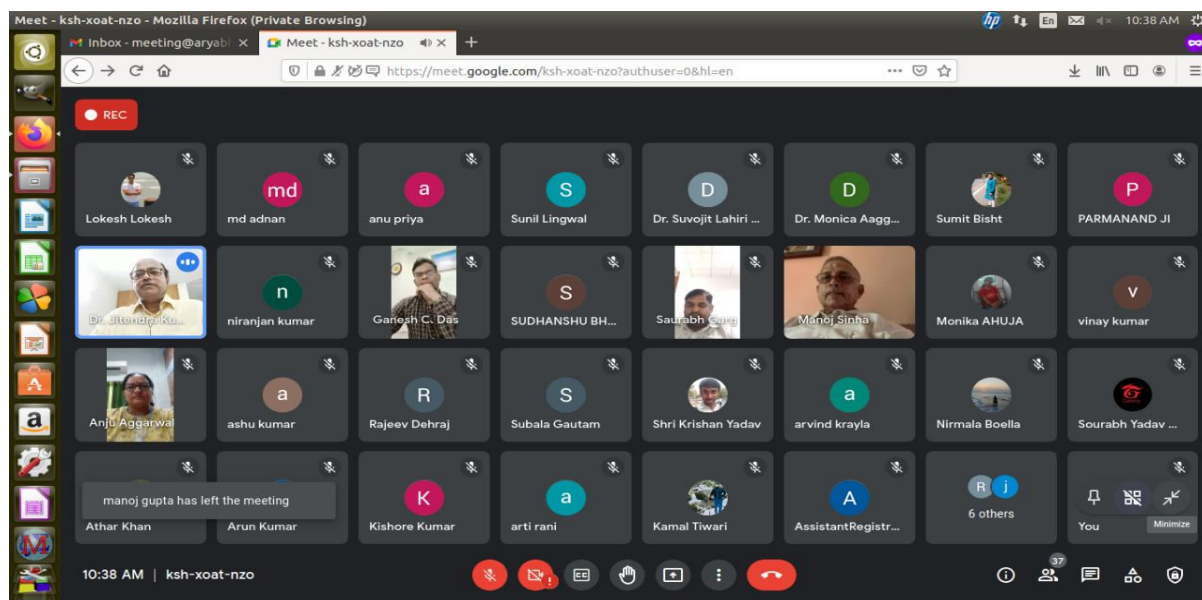 Meet - ksh-xoat-nzo - Mozilla Firefox (Private Browsing)
hp En 10:38 AM
Inbox - meeting@aryab Meet - ksh-xoat-nzo
https://meet.google.com/ksh-xoat-nzo?authuser=0&hl=en
REC
md a S D D P
Lokesh Lokesh md adnan anu priya Sunil Lingwal Dr. Suvojit Lahiri ... Dr. Monica Aagg... Sumit Bisht PARMANAND JI
n S v
Dr. Jitendra Ku... niranjan kumar Ganesh C. Das SUDHANSHU BH... Saurabh Garg Manoj Sinha Monika AHUJA vinay kumar
a R S a
Anju Aggarwal ashu kumar Rajeev Dehraj Subala Gautam Shri Krishan Yadav arvind krayla Nirmala Boella Sourabh Yadav ...
K a A R j
manoj gupta has left the meeting
6 others
Athar Khan Arun Kumar Kishore Kumar arti rani Kamal Tiwari AssistantRegistr... You Minimize
10:38 AM | ksh-xoat-nzo CC 37